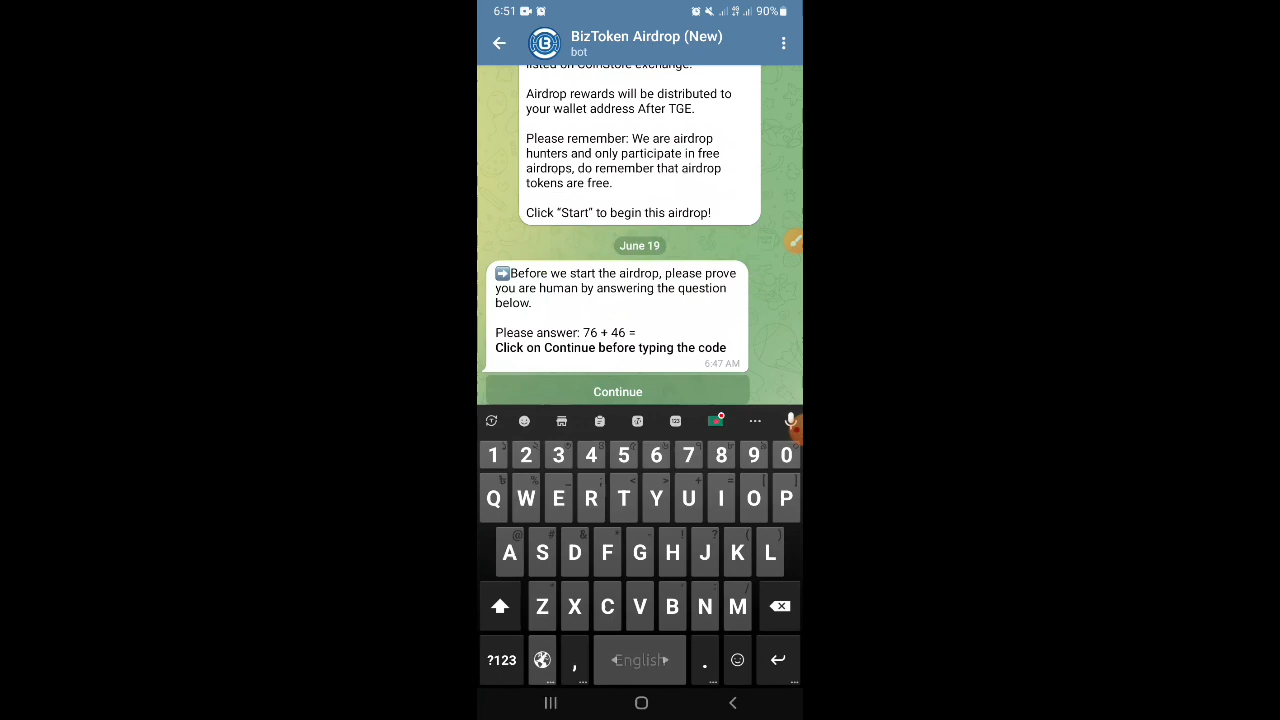 6:51
90%
BizToken Airdrop (New)
bot
listed on CoinStore exchange.
Airdrop rewards will be distributed to
your wallet address After TGE.
Please remember: We are airdrop
hunters and only participate in free
airdrops, do remember that airdrop
tokens are free.
Click “Start” to begin this airdrop!
June 19
➡️Before we start the airdrop, please prove
you are human by answering the question
below.
Please answer: 76 + 46 =
Click on Continue before typing the code
6:47 AM
Continue
1 2 3 4 5 6 7 8 9 0
Q W E R T Y U I O P
A S D F G H J K L
Z X C V B N M
?123 , English .